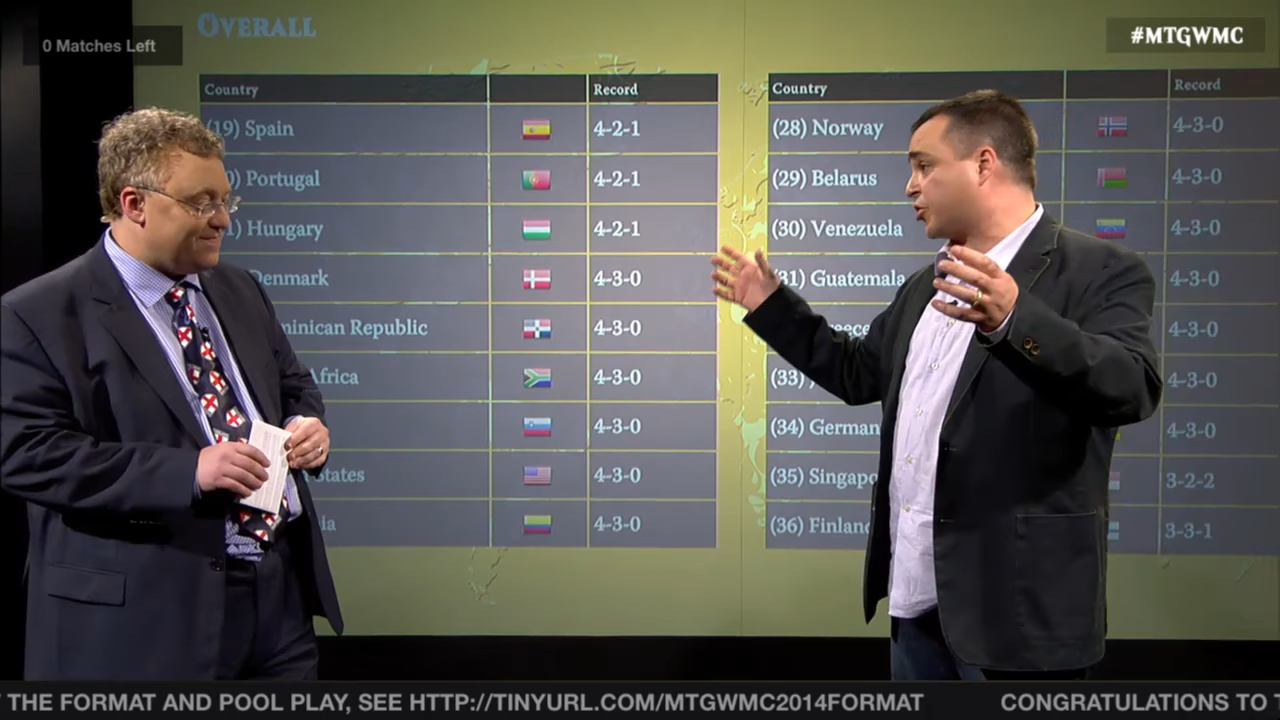 OVERALL
0 Matches Left
#MTGWMC
Country Record
(19) Spain 4-2-1
Portugal 4-2-1
Hungary 4-2-1
Denmark 4-3-0
minican Republic 4-3-0
Africa 4-3-0
4-3-0
States 4-3-0
ia 4-3-0
Country Record
(28) Norway 4-3-0
(29) Belarus 4-3-0
(30) Venezuela 4-3-0
(31) Guatemala 4-3-0
reece 4-3-0
(33) 4-3-0
(34) German 4-3-0
(35) Singapo 3-2-2
(36) Finland 3-3-1
THE FORMAT AND POOL PLAY, SEE HTTP://TINYURL.COM/MTGWMC2014FORMAT CONGRATULATIONS TO